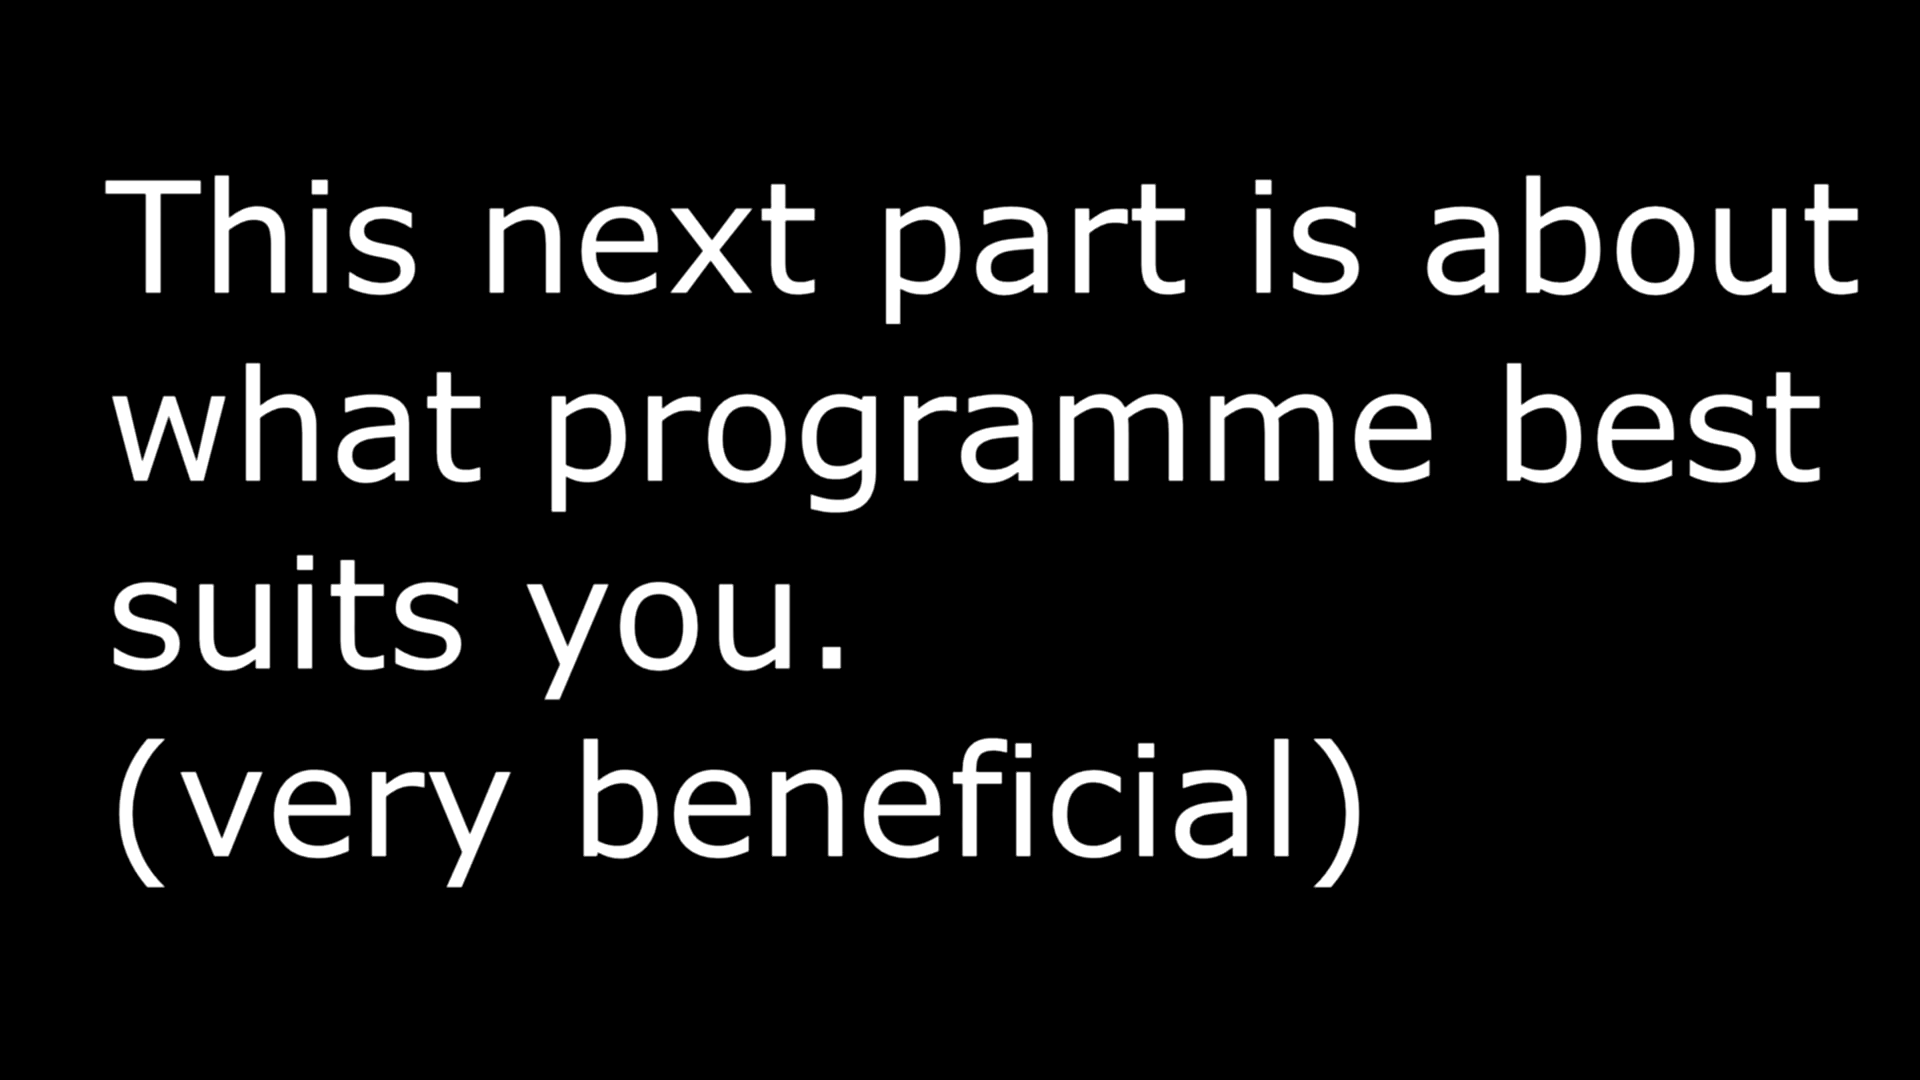 This next part is about
what programme best
suits you.
(very beneficial)